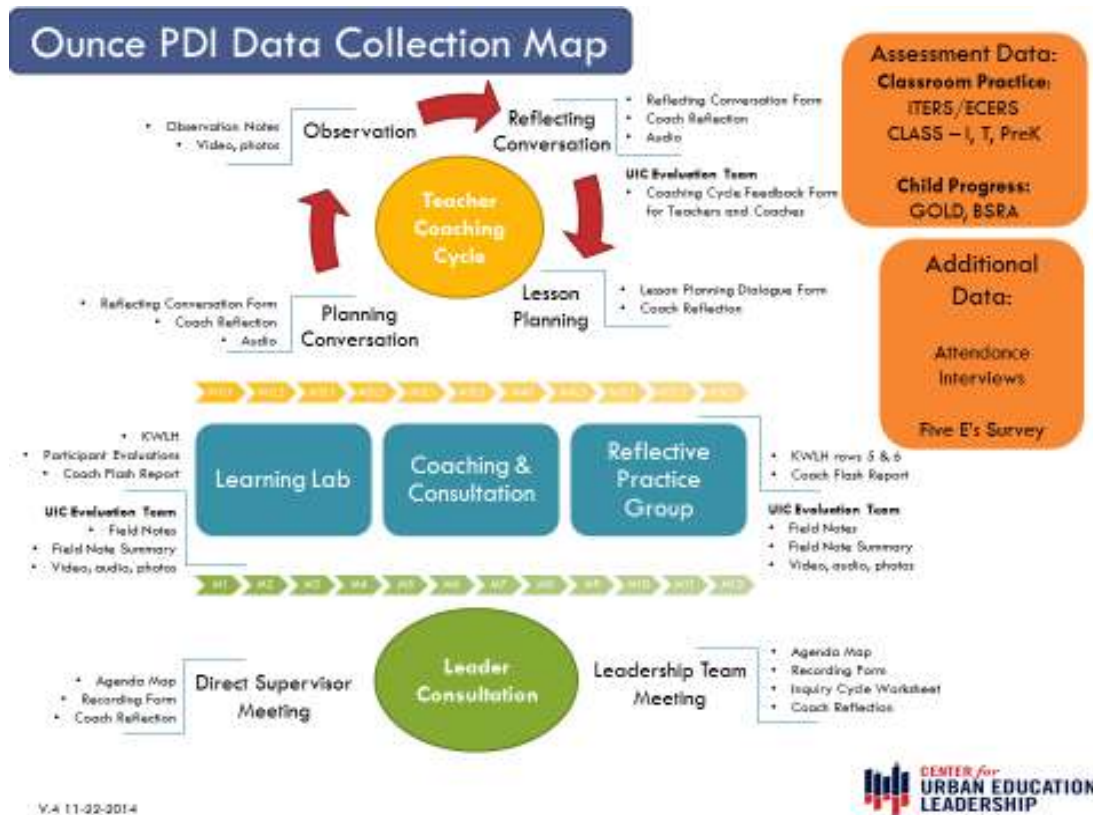 Ounce PDI Data Collection Map
Assessment Data:
Classroom Practice:
ITERS/ECERS
CLASS – I, T, PreK
Child Progress:
GOLD, BSRA
• Observation Notes
• Video, photos
Observation
Reflecting
Conversation
• Reflecting Conversation Form
• Coach Reflection
• Audio
UIC Evaluation Team
• Coaching Cycle Feedback Form
for Teachers and Coaches
Teacher
Coaching
Cycle
Additional
Data:
Attendance
Interviews
Five E's Survey
• Reflecting Conversation Form
• Coach Reflection
• Audio
Planning
Conversation
Lesson
Planning
• Lesson Planning Dialogue Form
• Coach Reflection
• KWLH
• Participant Evaluations
• Coach Flash Report
UIC Evaluation Team
• Field Notes
• Field Note Summary
• Video, audio, photos
Learning Lab
Coaching &
Consultation
Reflective
Practice
Group
• KWLH rows 5 & 6
• Coach Flash Report
UIC Evaluation Team
• Field Notes
• Field Note Summary
• Video, audio, photos
M1 M2 M3 M4 M5 M6 M7 M8 M9 M10 M11 M12
• Agenda Map
• Recording Form
• Coach Reflection
Direct Supervisor
Meeting
Leader
Consultation
Leadership Team
Meeting
• Agenda Map
• Recording Form
• Inquiry Cycle Worksheet
• Coach Reflection
V.4 11-22-2014
CENTER for
URBAN EDUCATION
LEADERSHIP